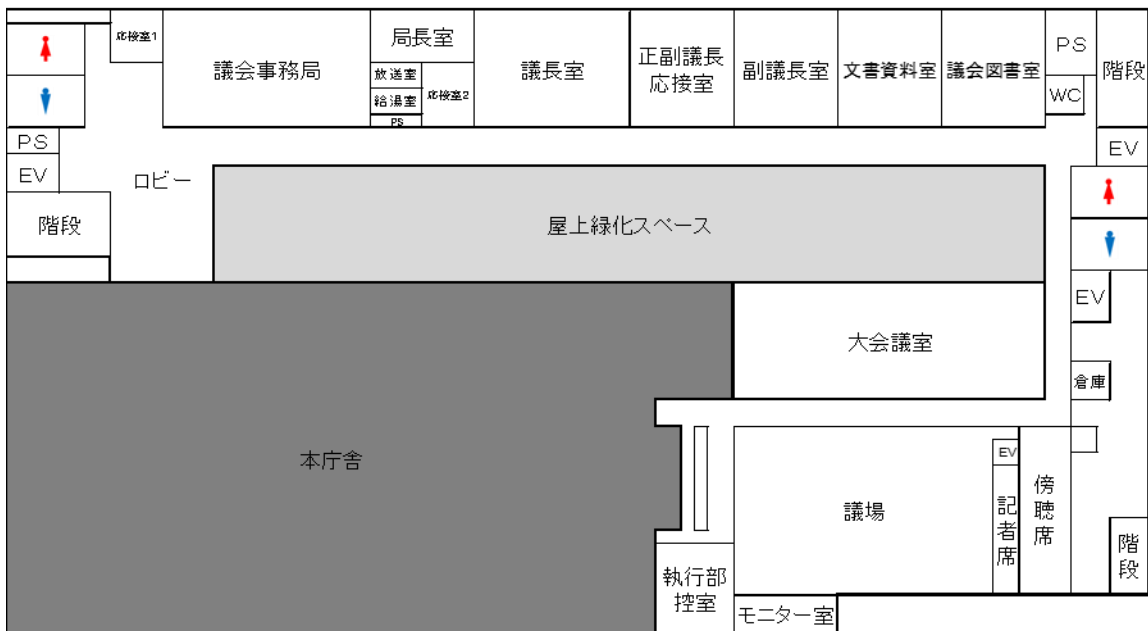 応接室1
議会事務局
局長室
放送室
給湯室
PS
応接室2
議長室
正副議長
応接室
副議長室
文書資料室
議会図書室
PS
WC
階段
PS
EV
ロビー
階段
EV
屋上緑化スペース
EV
大会議室
倉庫
本庁舎
議場
EV
記者席
傍聴席
階段
執行部
控室
モニター室